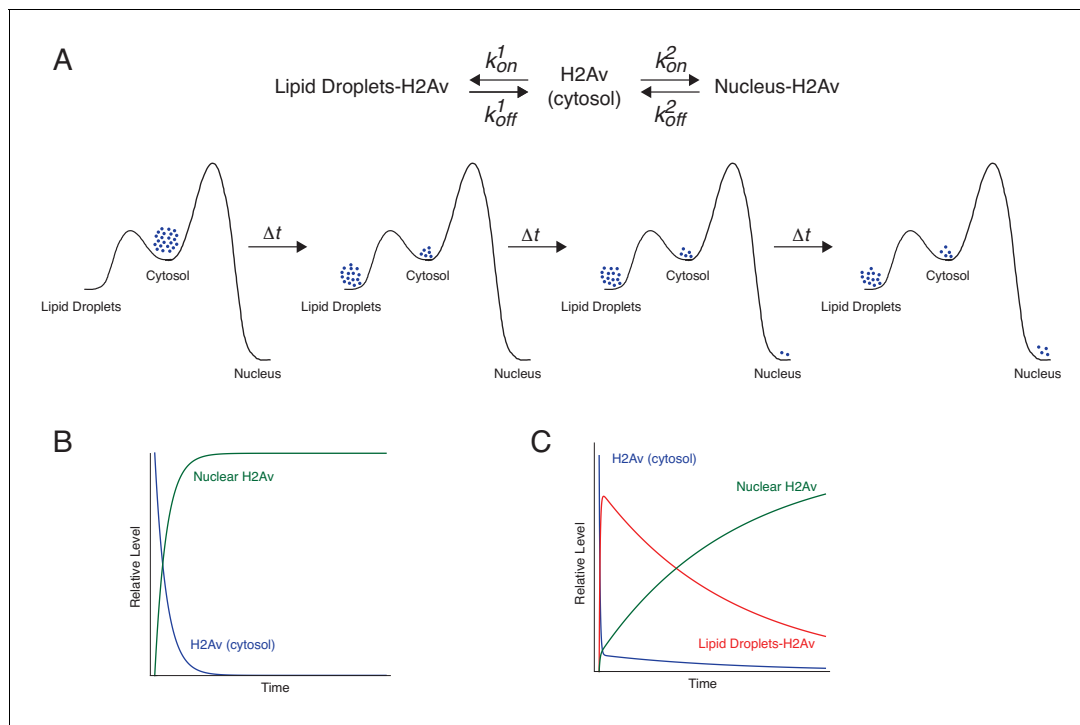 A
k¹on
k²on
Lipid Droplets-H2Av
H2Av
(cytosol)
Nucleus-H2Av
k¹off
k²off
Δt
Δt
Δt
Cytosol
Cytosol
Cytosol
Cytosol
Lipid Droplets
Lipid Droplets
Lipid Droplets
Lipid Droplets
Nucleus
Nucleus
Nucleus
Nucleus
B
Nuclear H2Av
Relative Level
H2Av (cytosol)
Time
C
H2Av (cytosol)
Nuclear H2Av
Relative Level
Lipid Droplets-H2Av
Time